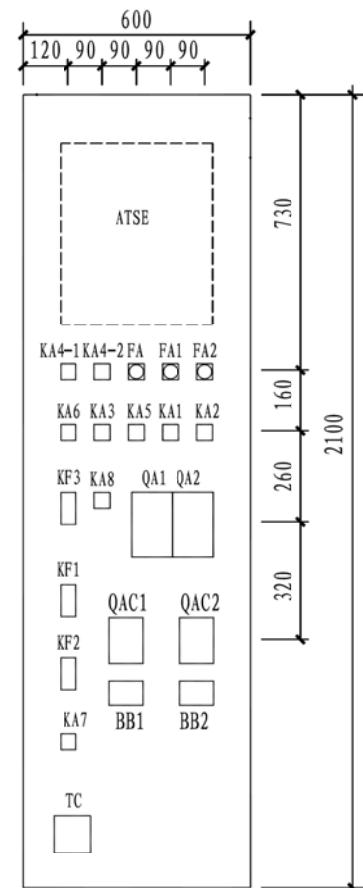 600
120 90 90 90 90
ATSE
730
KA4-1 KA4-2 FA FA1 FA2
160
KA6 KA3 KA5 KA1 KA2
2100
260
KF3 KA8 QA1 QA2
320
KF1
QAC1 QAC2
KF2
BB1 BB2
KA7
TC